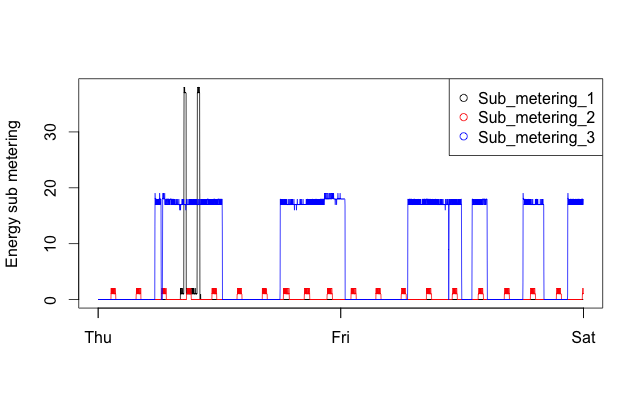 Sub_metering_1
Sub_metering_2
Sub_metering_3
Energy sub metering
30
20
10
0
Thu
Fri
Sat